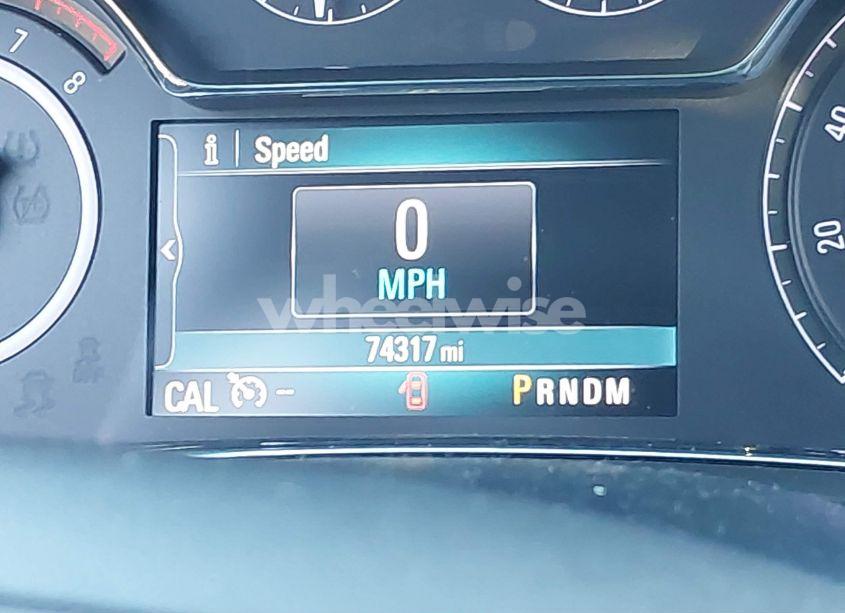 7
8
i | Speed
0
MPH
40
20
wheelwise
74317 mi
CAL -- PRNDM